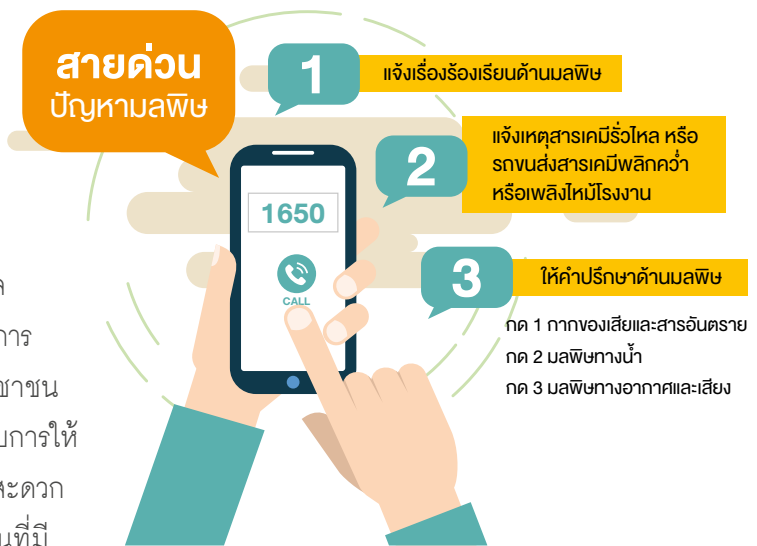 สายด่วน
ปัญหามลพิษ
1
แจ้งเรื่องร้องเรียนด้านมลพิษ
2
แจ้งเหตุสารเคมีรั่วไหล หรือ
รถขนส่งสารเคมีพลิกคว่ำ
หรือเพลิงไหม้โรงงาน
1650
CALL
3
ให้คำปรึกษาด้านมลพิษ
กด 1 กากของเสียและสารอันตราย
กด 2 มลพิษทางน้ำ
กด 3 มลพิษทางอากาศและเสียง
การ
ชาชน
การให้
สะดวก
ที่มี